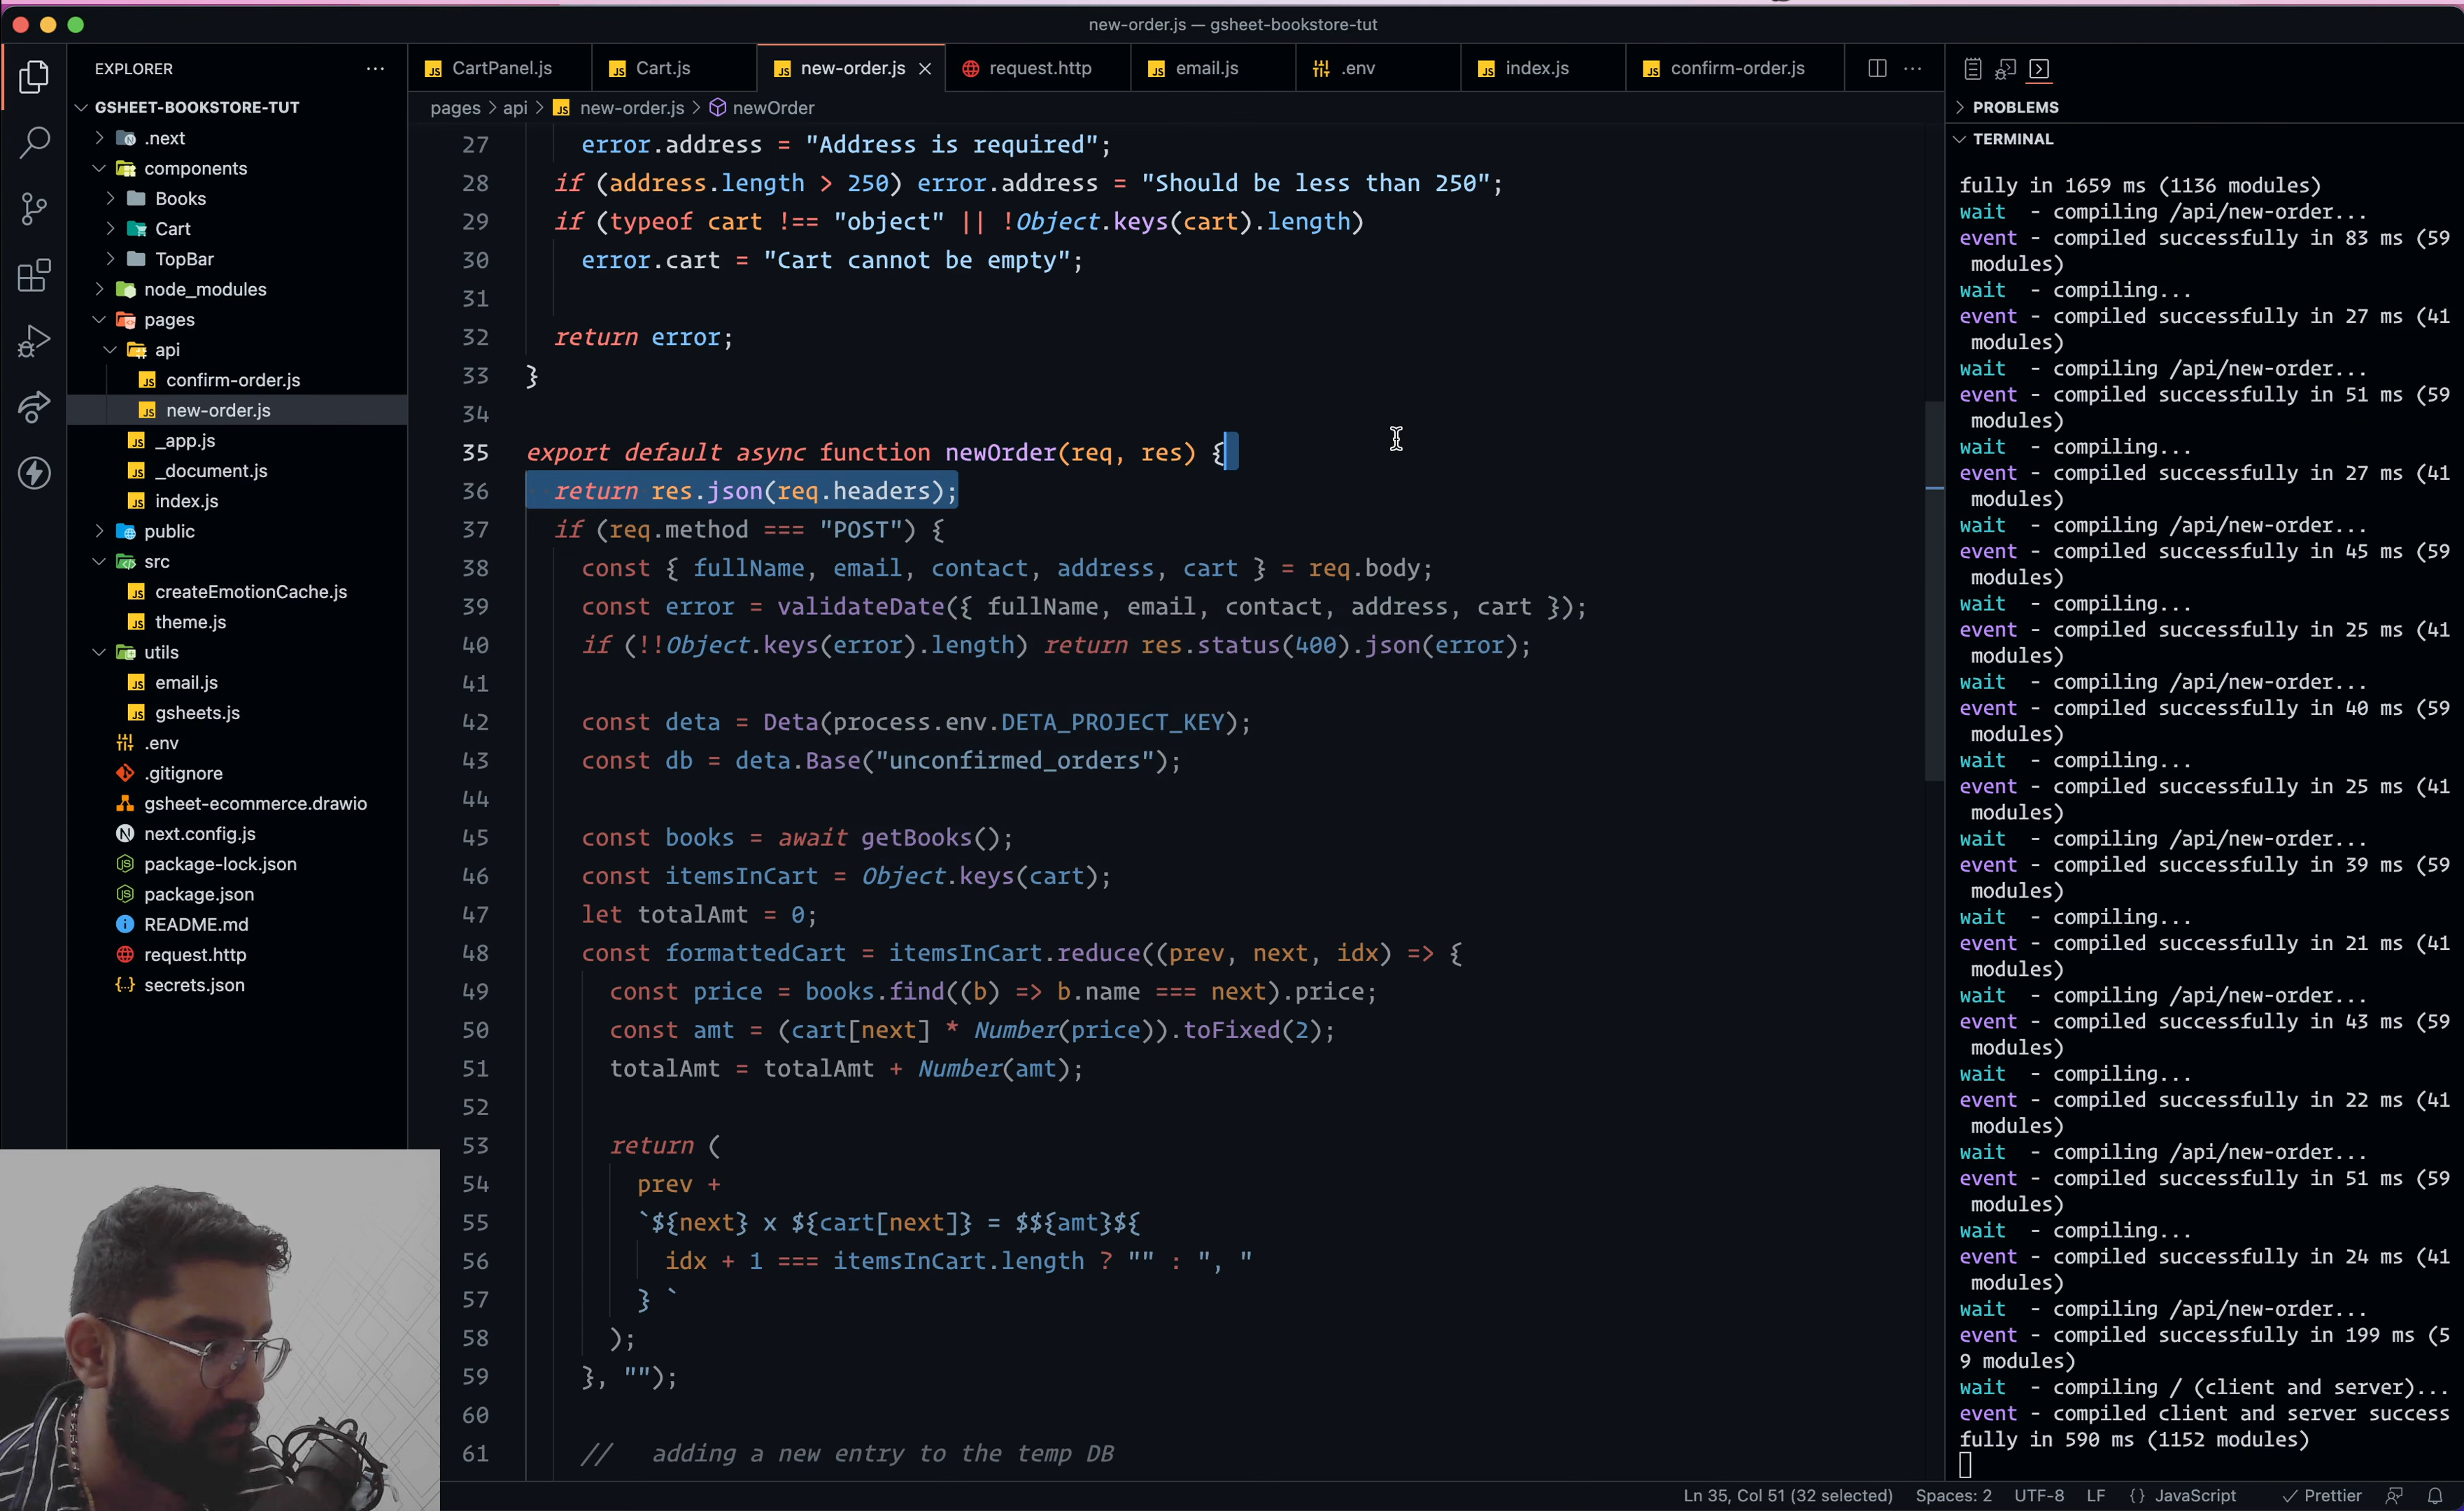 new-order.js — gsheet-bookstore-tut
EXPLORER
GSHEET-BOOKSTORE-TUT
.next
components
Books
Cart
TopBar
node_modules
pages
api
confirm-order.js
new-order.js
_app.js
_document.js
index.js
public
src
createEmotionCache.js
theme.js
utils
email.js
gsheets.js
.env
.gitignore
gsheet-ecommerce.drawio
next.config.js
package-lock.json
package.json
README.md
request.http
secrets.json
CartPanel.js
Cart.js
new-order.js
request.http
email.js
.env
index.js
confirm-order.js
pages > api > new-order.js > newOrder
27 error.address = "Address is required";
28 if (address.length > 250) error.address = "Should be less than 250";
29 if (typeof cart !== "object" || !Object.keys(cart).length)
30 error.cart = "Cart cannot be empty";
31
32 return error;
33 }
34
35 export default async function newOrder(req, res) {
36 return res.json(req.headers);
37 if (req.method === "POST") {
38 const { fullName, email, contact, address, cart } = req.body;
39 const error = validateDate({ fullName, email, contact, address, cart });
40 if (!!Object.keys(error).length) return res.status(400).json(error);
41
42 const deta = Deta(process.env.DETA_PROJECT_KEY);
43 const db = deta.Base("unconfirmed_orders");
44
45 const books = await getBooks();
46 const itemsInCart = Object.keys(cart);
47 let totalAmt = 0;
48 const formattedCart = itemsInCart.reduce((prev, next, idx) => {
49 const price = books.find((b) => b.name === next).price;
50 const amt = (cart[next] * Number(price)).toFixed(2);
51 totalAmt = totalAmt + Number(amt);
52
53 return (
54 prev +
55 `${next} x ${cart[next]} = $${amt}${
56 idx + 1 === itemsInCart.length ? "" : ", "
57 } `
58 );
59 }, "");
60
61 // adding a new entry to the temp DB
PROBLEMS
TERMINAL
fully in 1659 ms (1136 modules)
wait - compiling /api/new-order...
event - compiled successfully in 83 ms (59
modules)
wait - compiling...
event - compiled successfully in 27 ms (41
modules)
wait - compiling /api/new-order...
event - compiled successfully in 51 ms (59
modules)
wait - compiling...
event - compiled successfully in 27 ms (41
modules)
wait - compiling /api/new-order...
event - compiled successfully in 45 ms (59
modules)
wait - compiling...
event - compiled successfully in 25 ms (41
modules)
wait - compiling /api/new-order...
event - compiled successfully in 40 ms (59
modules)
wait - compiling...
event - compiled successfully in 25 ms (41
modules)
wait - compiling /api/new-order...
event - compiled successfully in 39 ms (59
modules)
wait - compiling...
event - compiled successfully in 21 ms (41
modules)
wait - compiling /api/new-order...
event - compiled successfully in 43 ms (59
modules)
wait - compiling...
event - compiled successfully in 22 ms (41
modules)
wait - compiling /api/new-order...
event - compiled successfully in 51 ms (59
modules)
wait - compiling...
event - compiled successfully in 24 ms (41
modules)
wait - compiling /api/new-order...
event - compiled successfully in 199 ms (5
9 modules)
wait - compiling / (client and server)...
event - compiled client and server success
fully in 590 ms (1152 modules)
Ln 35, Col 51 (32 selected) Spaces: 2 UTF-8 LF {} JavaScript Prettier